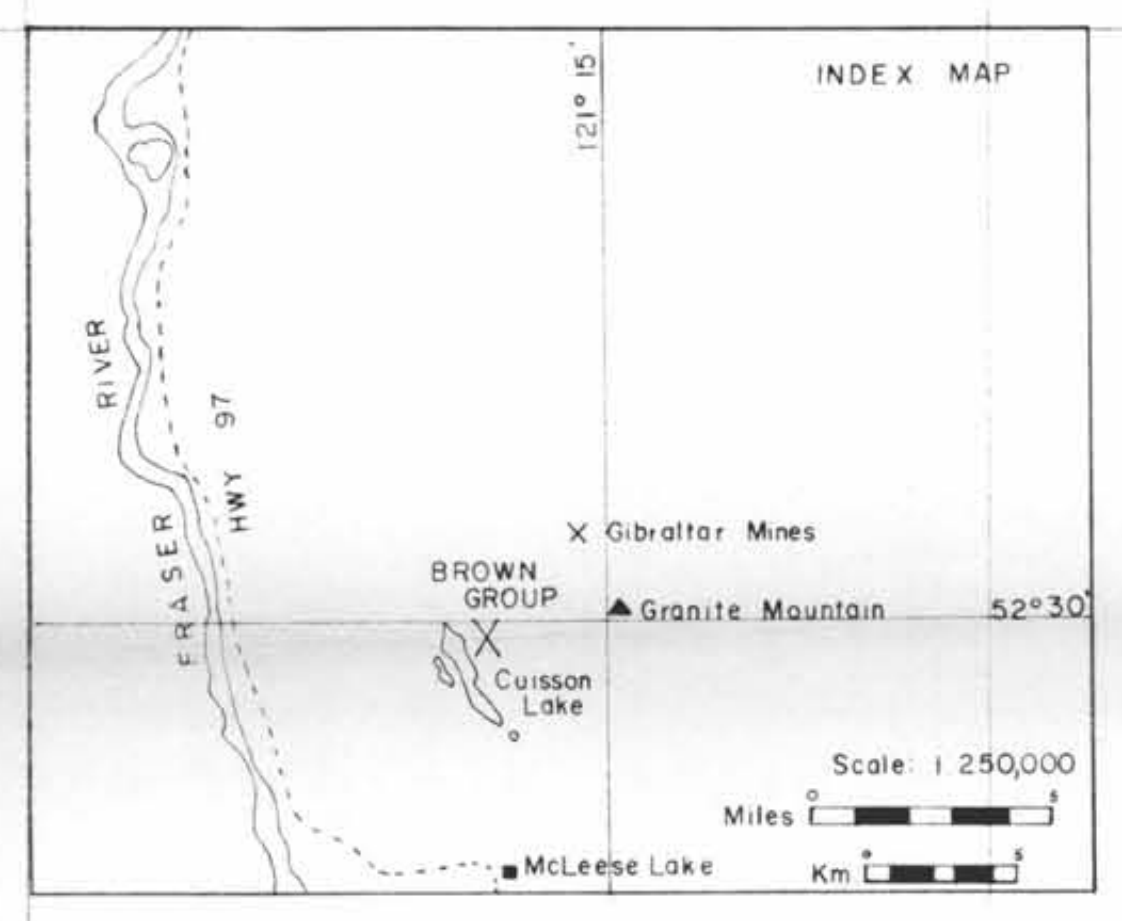 INDEX MAP
121° 15'
RIVER
HWY 97
FRASER
Gibraltar Mines
BROWN
GROUP
Granite Mountain
52°30'
Cuisson
Lake
Scale: 1 250,000
0 5
Miles
0 5
Km
McLeese Lake